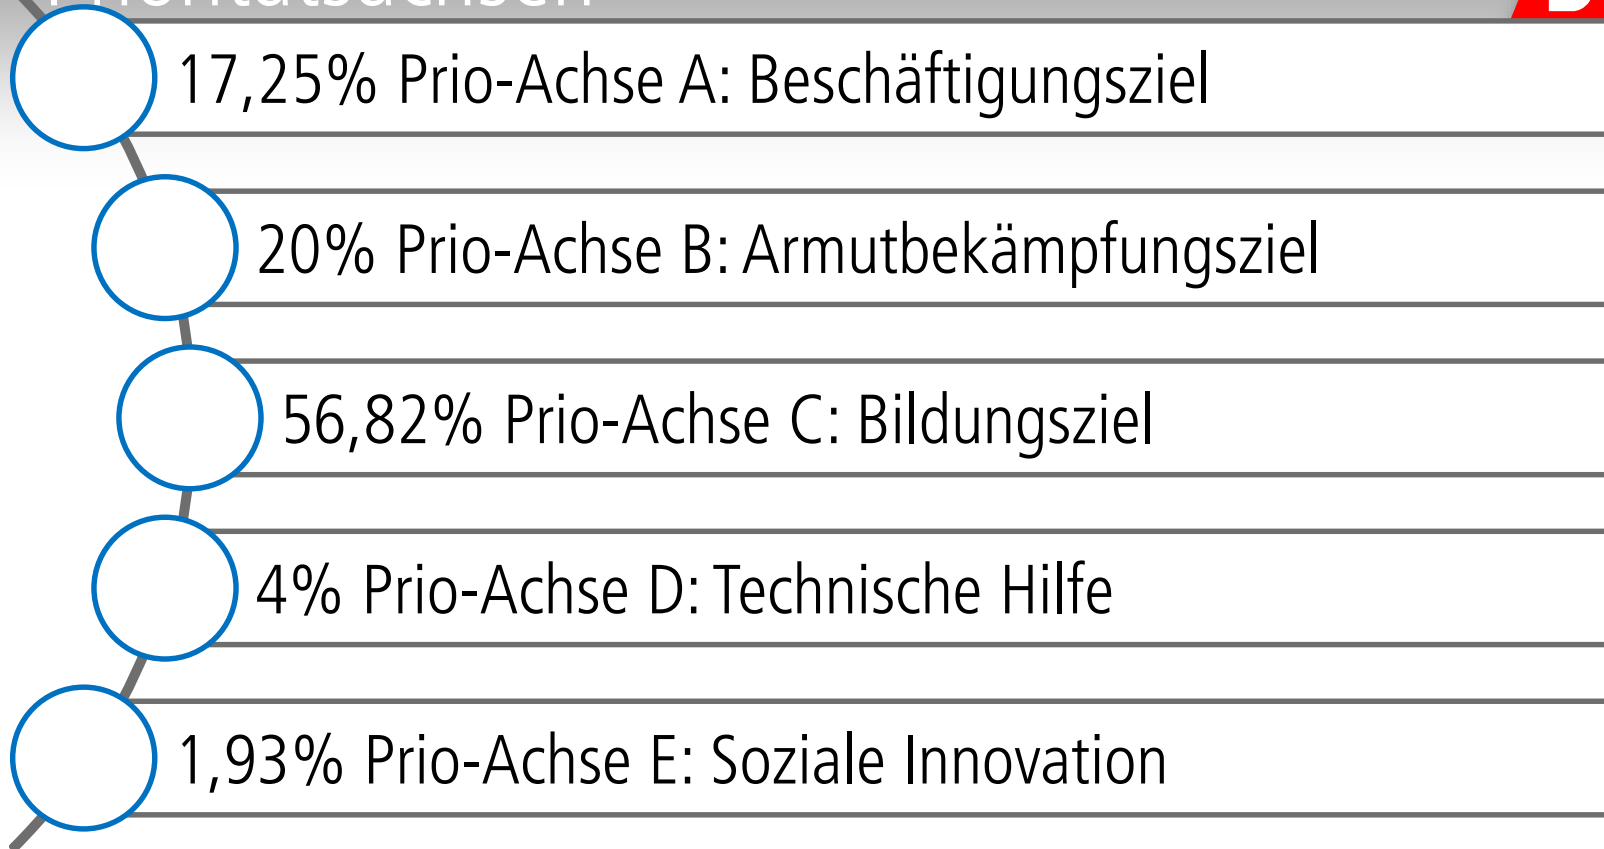 Prioritätsachsen
17,25% Prio-Achse A: Beschäftigungsziel
20% Prio-Achse B: Armutbekämpfungsziel
56,82% Prio-Achse C: Bildungsziel
4% Prio-Achse D: Technische Hilfe
1,93% Prio-Achse E: Soziale Innovation